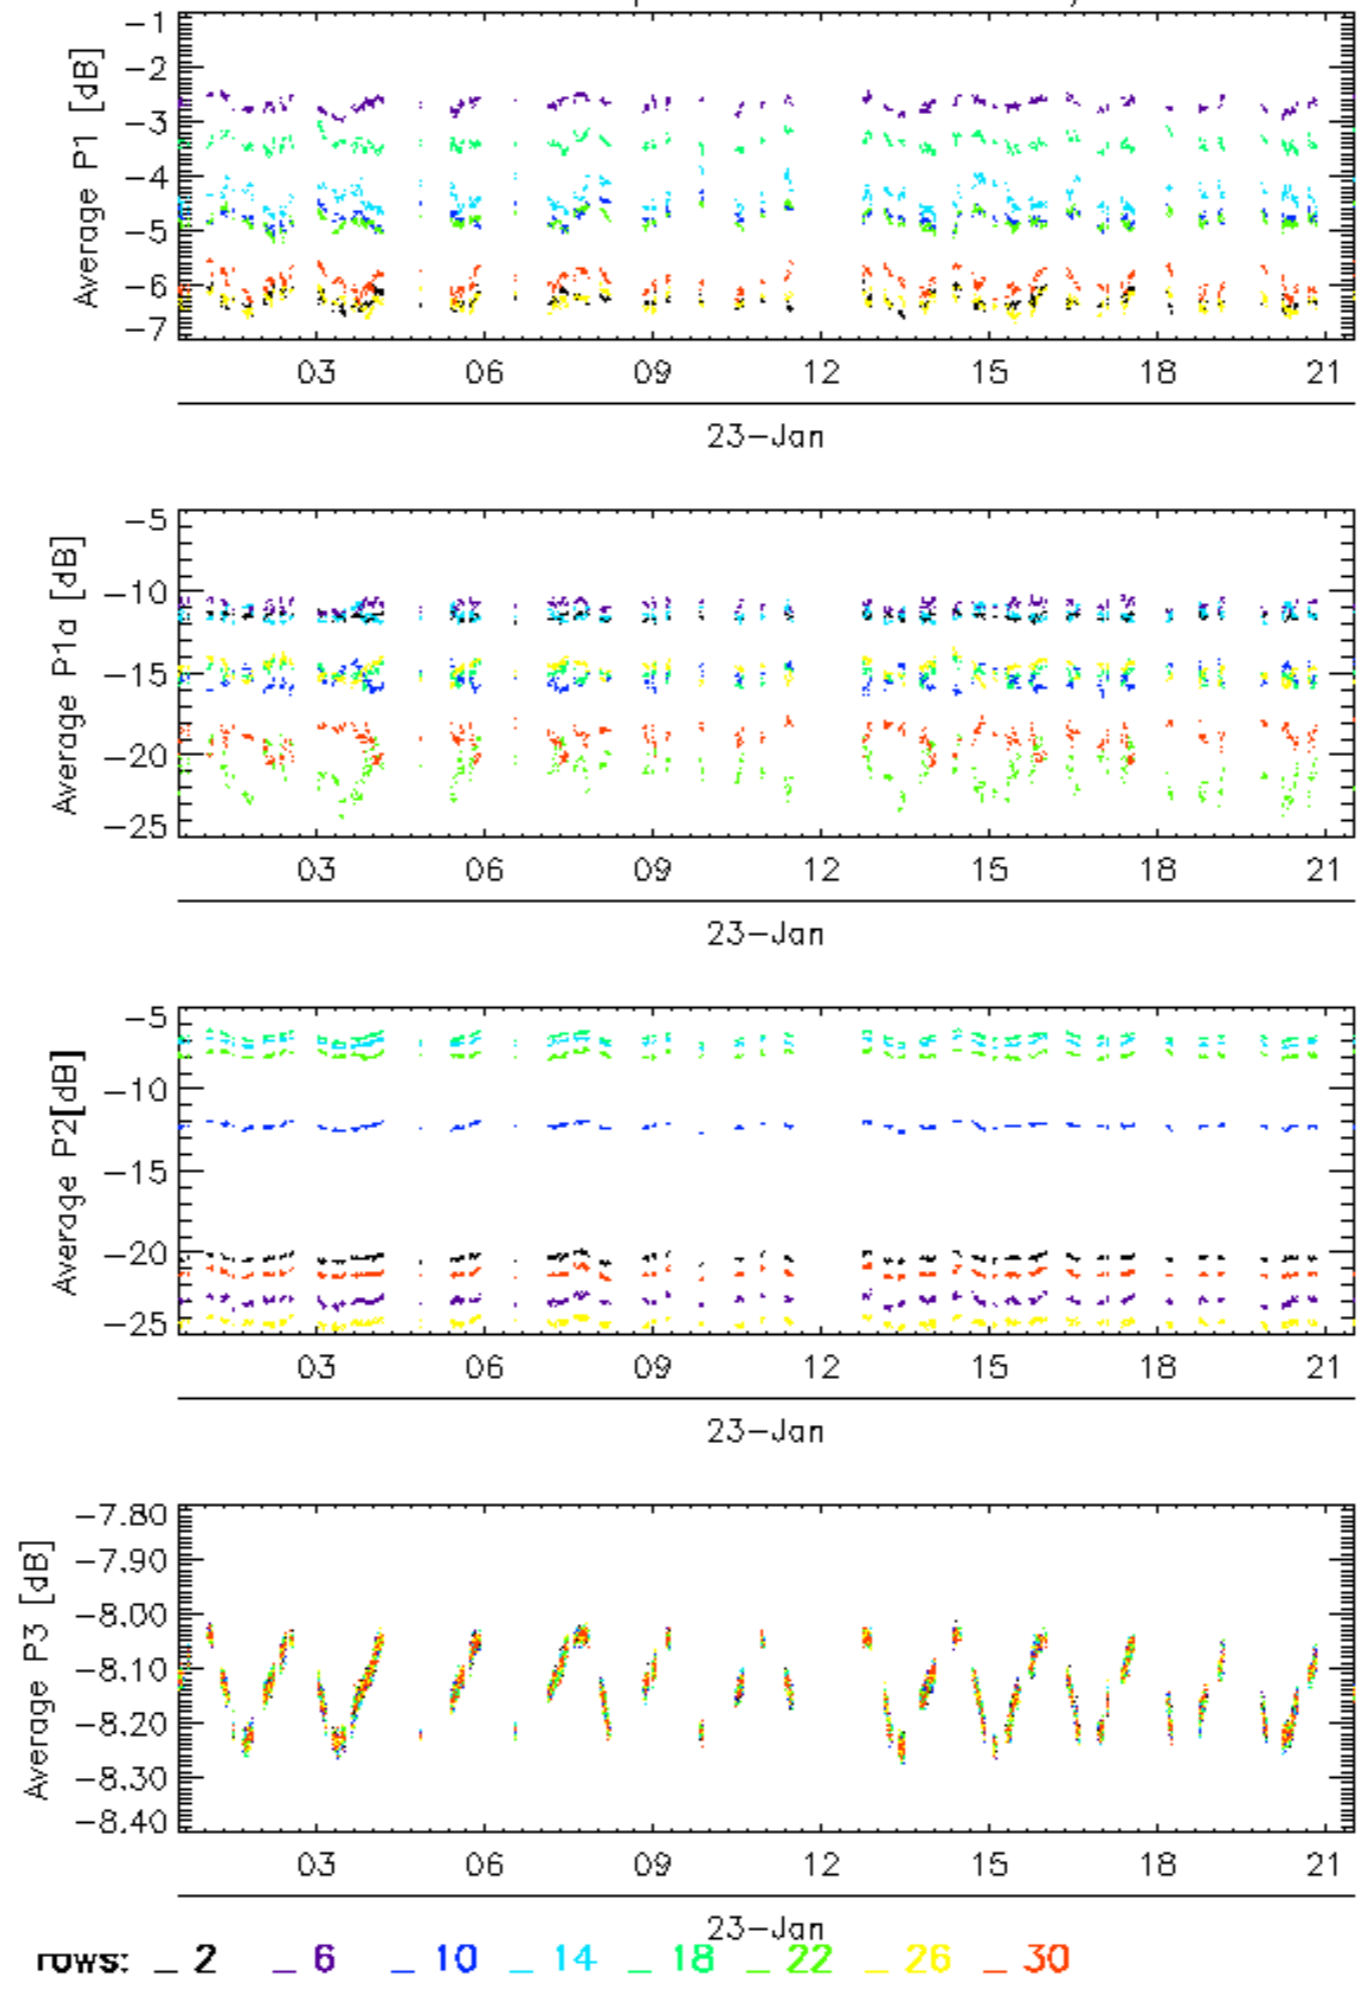 Average P1 [dB]
-1
-2
-3
-4
-5
-6
-7
03 06 09 12 15 18 21
23-Jan
Average P1a [dB]
-5
-10
-15
-20
-25
03 06 09 12 15 18 21
23-Jan
Average P2[dB]
-5
-10
-15
-20
-25
03 06 09 12 15 18 21
23-Jan
Average P3 [dB]
-7.80
-7.90
-8.00
-8.10
-8.20
-8.30
-8.40
03 06 09 12 15 18 21
23-Jan
rows: _ 2 _ 6 _ 10 _ 14 _ 18 _ 22 _ 26 _ 30